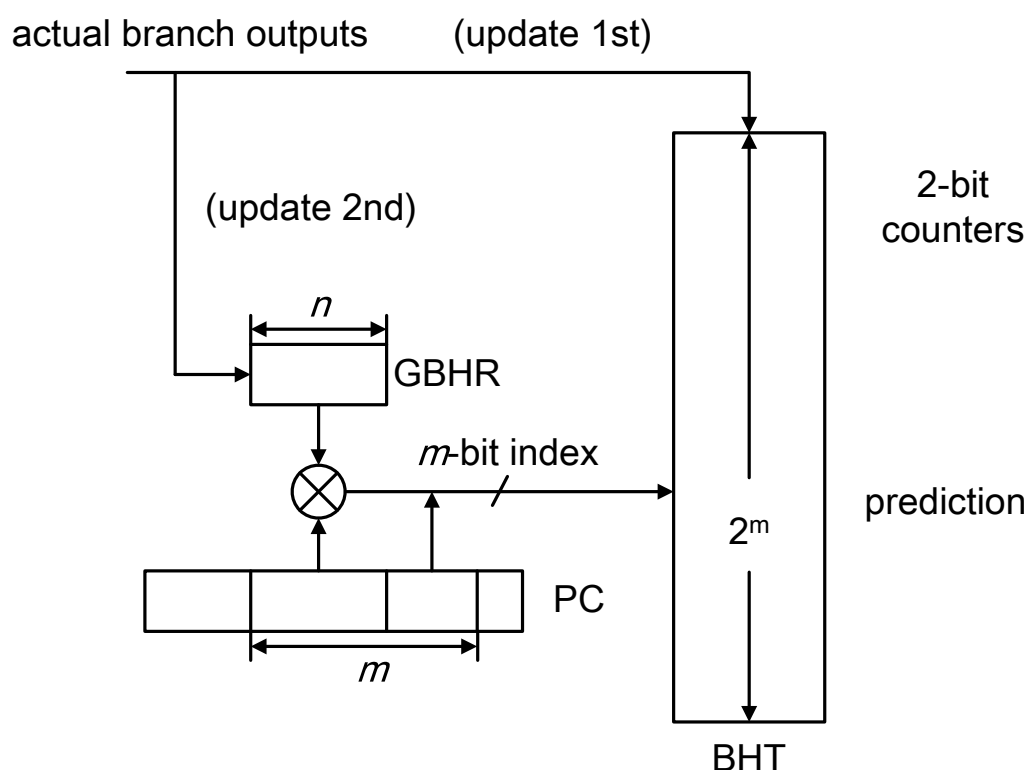 actual branch outputs (update 1st)
2-bit
counters
(update 2nd)
n
GBHR
m-bit index
prediction
2ᵐ
PC
m
BHT